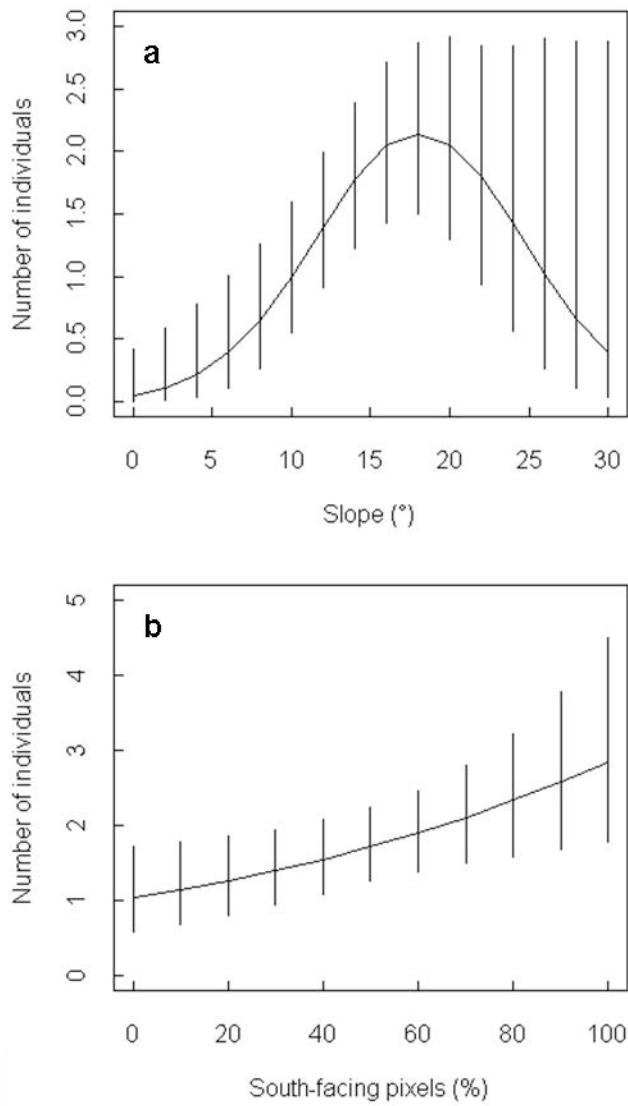 a
Number of individuals
3.0
2.5
2.0
1.5
1.0
0.5
0.0
0 5 10 15 20 25 30
Slope (°)
b
Number of individuals
5
4
3
2
1
0
0 20 40 60 80 100
South-facing pixels (%)